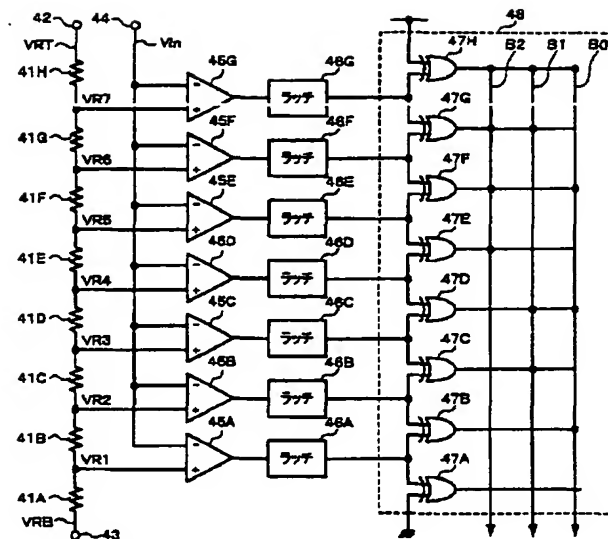 42 44 48
VRT Vin 47H B2 B1 B0
41H 45G 46G
ラッチ
VR7 47G
41G 45F 46F
ラッチ
VR6 47F
41F 45E 46E
ラッチ
VR5 47E
41E 45D 46D
ラッチ
VR4 47D
41D 45C 46C
ラッチ
VR3 47C
41C 45B 46B
ラッチ
VR2 47B
41B 45A 46A
ラッチ
VR1 47A
41A
VRB 43